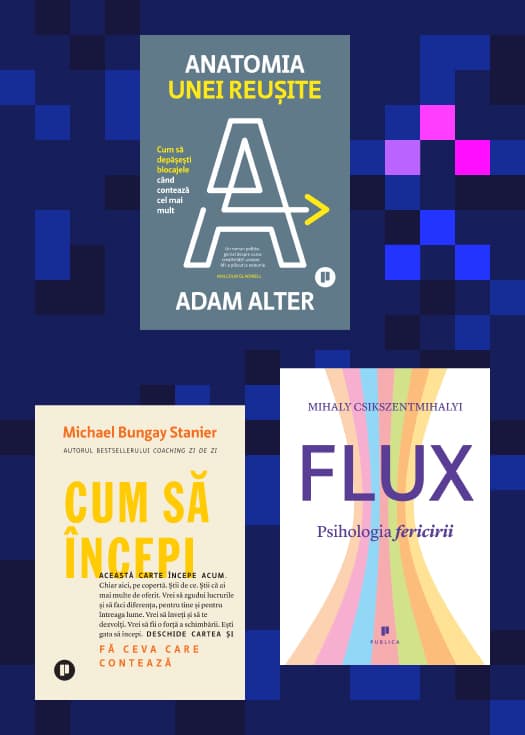 ANATOMIA
UNEI REUȘITE
Cum să
depășești
blocajele
când
contează
cel mai
mult
MALCOLM GLADWELL
ADAM ALTER
Michael Bungay Stanier
AUTORUL BESTSELLERULUI COACHING ZI DE ZI
CUM SĂ
ÎNCEPI
ACEASTĂ CARTE ÎNCEPE ACUM.
Chiar aici, pe copertă. Știi de ce. Știi că ai
mai multe de oferit. Vrei să zgudui lucrurile
și să faci diferența, pentru tine și pentru
întreaga lume. Vrei să înveți și să te
dezvolți. Vrei să fii o forță a schimbării. Ești
gata să începi. DESCHIDE CARTEA ȘI
FĂ CEVA CARE
CONTEAZĂ
MIHALY CSIKSZENTMIHALYI
FLUX
Psihologia fericirii
PUBLICA